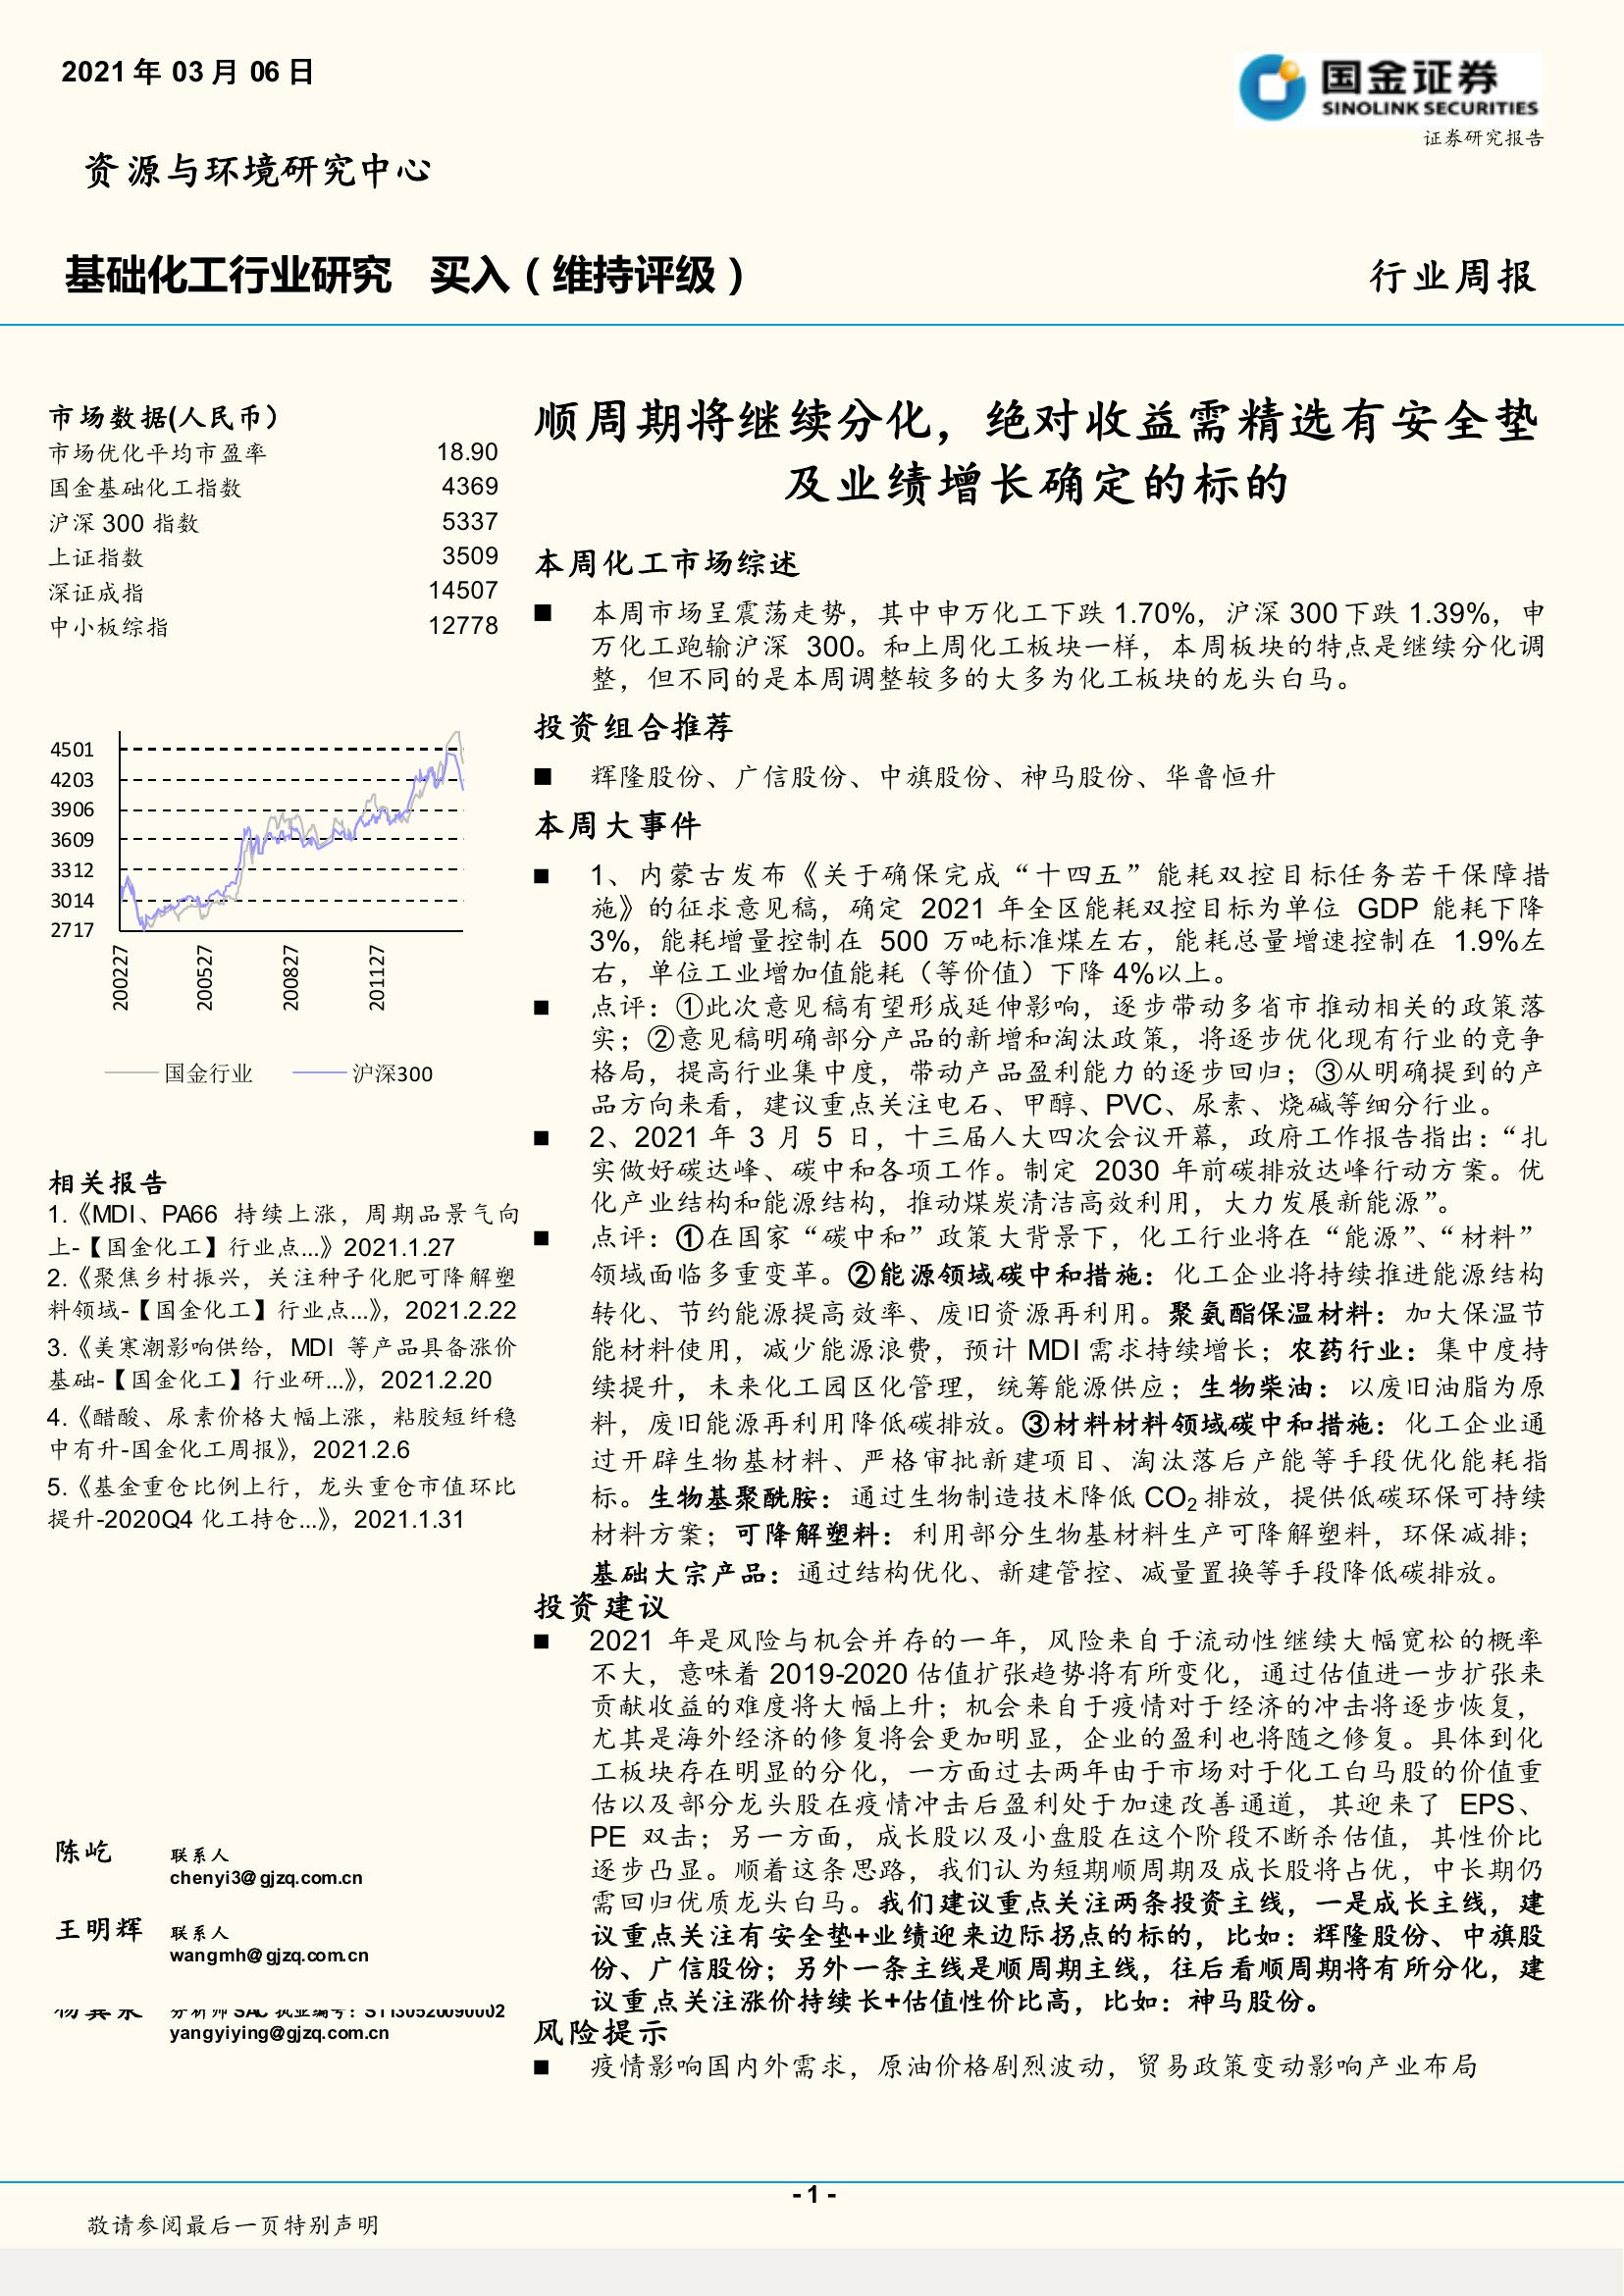 2021 年 03 月 06 日
国金证券
SINOLINK SECURITIES
证券研究报告
资源与环境研究中心
基础化工行业研究 买入（维持评级）
行业周报
市场数据(人民币）
市场优化平均市盈率 18.90
国金基础化工指数 4369
沪深 300 指数 5337
上证指数 3509
深证成指 14507
中小板综指 12778
4501
4203
3906
3609
3312
3014
2717
200227
200527
200827
201127
国金行业 沪深300
相关报告
1.《MDI、PA66 持续上涨，周期品景气向
上-【国金化工】行业点...》2021.1.27
2.《聚焦乡村振兴，关注种子化肥可降解塑
料领域-【国金化工】行业点...》，2021.2.22
3.《美寒潮影响供给，MDI 等产品具备涨价
基础-【国金化工】行业研...》，2021.2.20
4.《醋酸、尿素价格大幅上涨，粘胶短纤稳
中有升-国金化工周报》，2021.2.6
5.《基金重仓比例上行，龙头重仓市值环比
提升-2020Q4 化工持仓...》，2021.1.31
陈屹 联系人
chenyi3@gjzq.com.cn
王明辉 联系人
wangmh@gjzq.com.cn
分析师 SAC 执业编号：S1130520090002
yangyiying@gjzq.com.cn
顺周期将继续分化，绝对收益需精选有安全垫
及业绩增长确定的标的
本周化工市场综述
■ 本周市场呈震荡走势，其中申万化工下跌 1.70%，沪深 300 下跌 1.39%，申
万化工跑输沪深 300。和上周化工板块一样，本周板块的特点是继续分化调
整，但不同的是本周调整较多的大多为化工板块的龙头白马。
投资组合推荐
■ 辉隆股份、广信股份、中旗股份、神马股份、华鲁恒升
本周大事件
■ 1、内蒙古发布《关于确保完成“十四五”能耗双控目标任务若干保障措
施》的征求意见稿，确定 2021 年全区能耗双控目标为单位 GDP 能耗下降
3%，能耗增量控制在 500 万吨标准煤左右，能耗总量增速控制在 1.9%左
右，单位工业增加值能耗（等价值）下降 4%以上。
■ 点评：①此次意见稿有望形成延伸影响，逐步带动多省市推动相关的政策落
实；②意见稿明确部分产品的新增和淘汰政策，将逐步优化现有行业的竞争
格局，提高行业集中度，带动产品盈利能力的逐步回归；③从明确提到的产
品方向来看，建议重点关注电石、甲醇、PVC、尿素、烧碱等细分行业。
■ 2、2021 年 3 月 5 日，十三届人大四次会议开幕，政府工作报告指出：“扎
实做好碳达峰、碳中和各项工作。制定 2030 年前碳排放达峰行动方案。优
化产业结构和能源结构，推动煤炭清洁高效利用，大力发展新能源”。
■ 点评：①在国家“碳中和”政策大背景下，化工行业将在“能源”、“材料”
领域面临多重变革。②能源领域碳中和措施：化工企业将持续推进能源结构
转化、节约能源提高效率、废旧资源再利用。聚氨酯保温材料：加大保温节
能材料使用，减少能源浪费，预计 MDI 需求持续增长；农药行业：集中度持
续提升，未来化工园区化管理，统筹能源供应；生物柴油：以废旧油脂为原
料，废旧能源再利用降低碳排放。③材料材料领域碳中和措施：化工企业通
过开辟生物基材料、严格审批新建项目、淘汰落后产能等手段优化能耗指
标。生物基聚酰胺：通过生物制造技术降低 CO₂ 排放，提供低碳环保可持续
材料方案；可降解塑料：利用部分生物基材料生产可降解塑料，环保减排；
基础大宗产品：通过结构优化、新建管控、减量置换等手段降低碳排放。
投资建议
■ 2021 年是风险与机会并存的一年，风险来自于流动性继续大幅宽松的概率
不大，意味着 2019-2020 估值扩张趋势将有所变化，通过估值进一步扩张来
贡献收益的难度将大幅上升；机会来自于疫情对于经济的冲击将逐步恢复，
尤其是海外经济的修复将会更加明显，企业的盈利也将随之修复。具体到化
工板块存在明显的分化，一方面过去两年由于市场对于化工白马股的价值重
估以及部分龙头股在疫情冲击后盈利处于加速改善通道，其迎来了 EPS、
PE 双击；另一方面，成长股以及小盘股在这个阶段不断杀估值，其性价比
逐步凸显。顺着这条思路，我们认为短期顺周期及成长股将占优，中长期仍
需回归优质龙头白马。我们建议重点关注两条投资主线，一是成长主线，建
议重点关注有安全垫+业绩迎来边际拐点的标的，比如：辉隆股份、中旗股
份、广信股份；另外一条主线是顺周期主线，往后看顺周期将有所分化，建
议重点关注涨价持续长+估值性价比高，比如：神马股份。
风险提示
■ 疫情影响国内外需求，原油价格剧烈波动，贸易政策变动影响产业布局
- 1 -
敬请参阅最后一页特别声明